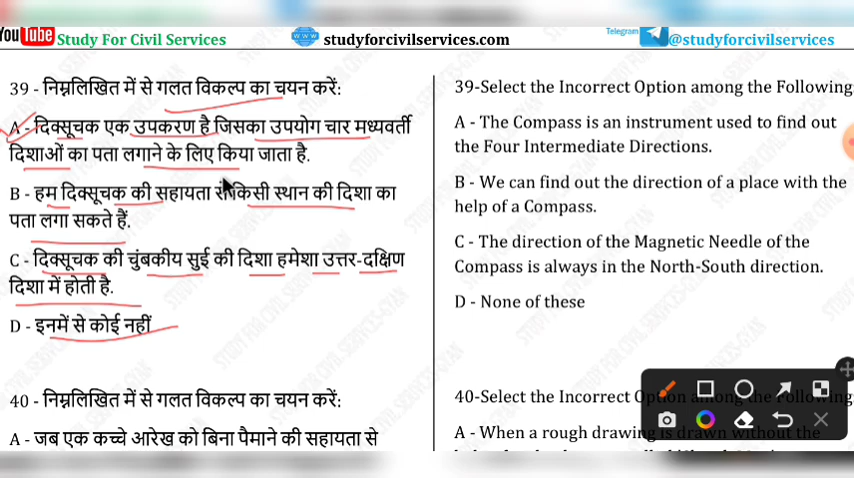 You Tube Study For Civil Services
www studyforcivilservices.com
Telegram @studyforcivilservices
39 - निम्नलिखित में से गलत विकल्प का चयन करें:
A - दिक्सूचक एक उपकरण है जिसका उपयोग चार मध्यवर्ती
दिशाओं का पता लगाने के लिए किया जाता है.
B - हम दिक्सूचक की सहायता से किसी स्थान की दिशा का
पता लगा सकते हैं.
C - दिक्सूचक की चुंबकीय सुई की दिशा हमेशा उत्तर-दक्षिण
दिशा में होती है.
D - इनमें से कोई नहीं
40 - निम्नलिखित में से गलत विकल्प का चयन करें:
A - जब एक कच्चे आरेख को बिना पैमाने की सहायता से
39-Select the Incorrect Option among the Following
A - The Compass is an instrument used to find out
the Four Intermediate Directions.
B - We can find out the direction of a place with the
help of a Compass.
C - The direction of the Magnetic Needle of the
Compass is always in the North-South direction.
D - None of these
40-Select the Incorrect Option among the Following
A - When a rough drawing is drawn without the